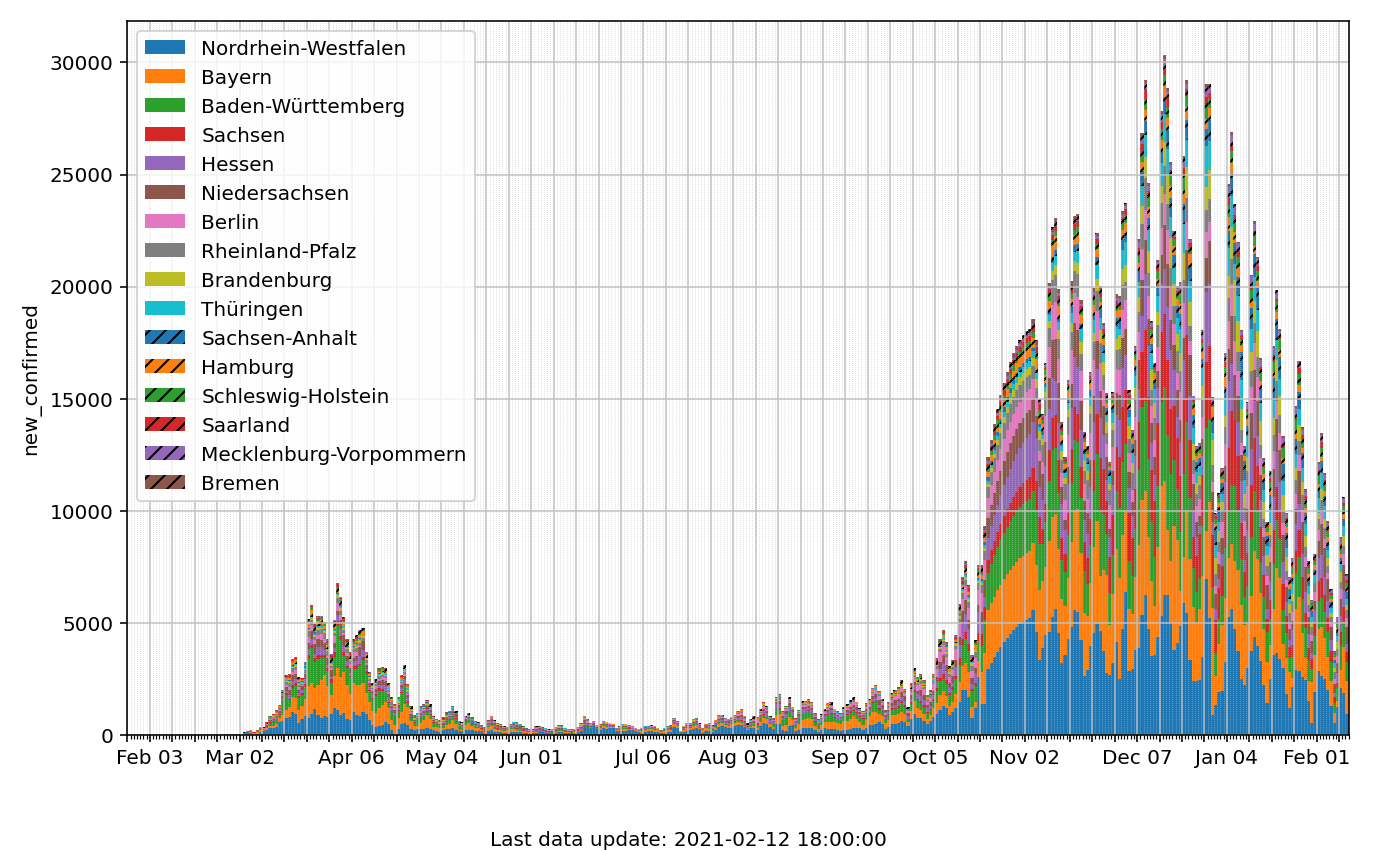 30000
25000
20000
15000
10000
5000
0
new_confirmed
Nordrhein-Westfalen
Bayern
Baden-Württemberg
Sachsen
Hessen
Niedersachsen
Berlin
Rheinland-Pfalz
Brandenburg
Thüringen
Sachsen-Anhalt
Hamburg
Schleswig-Holstein
Saarland
Mecklenburg-Vorpommern
Bremen
Feb 03 Mar 02 Apr 06 May 04 Jun 01 Jul 06 Aug 03 Sep 07 Oct 05 Nov 02 Dec 07 Jan 04 Feb 01
Last data update: 2021-02-12 18:00:00